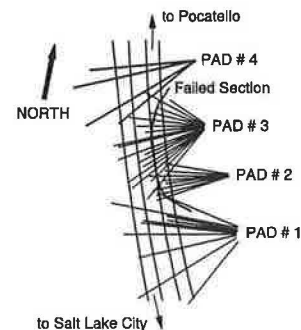 to Pocatello
PAD # 4
Failed Section
NORTH
PAD # 3
PAD # 2
PAD # 1
to Salt Lake City